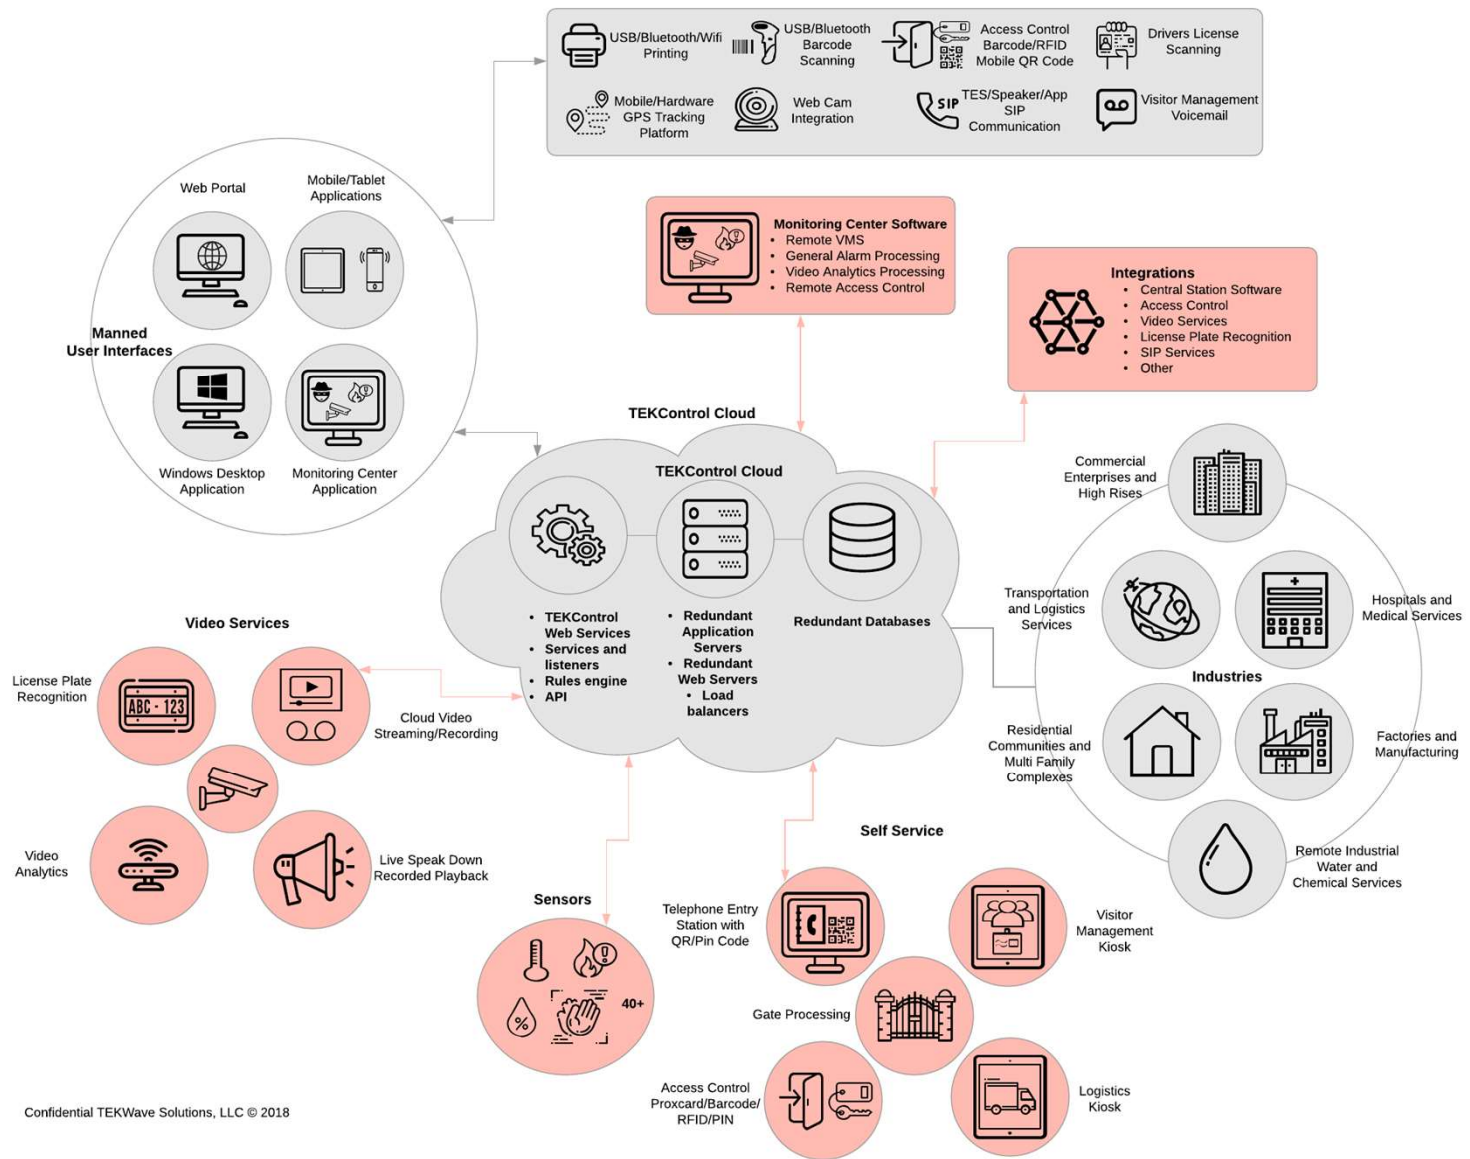 USB/Bluetooth/Wifi
Printing
USB/Bluetooth
Barcode
Scanning
Access Control
Barcode/RFID
Mobile QR Code
Drivers License
Scanning
Mobile/Hardware
GPS Tracking
Platform
Web Cam
Integration
SIP
TES/Speaker/App
SIP
Communication
Visitor Management
Voicemail
Web Portal
Mobile/Tablet
Applications
Manned
User Interfaces
Windows Desktop
Application
Monitoring Center
Application
Monitoring Center Software
• Remote VMS
• General Alarm Processing
• Video Analytics Processing
• Remote Access Control
Integrations
• Central Station Software
• Access Control
• Video Services
• License Plate Recognition
• SIP Services
• Other
TEKControl Cloud
TEKControl Cloud
• TEKControl
Web Services
• Services and
listeners
• Rules engine
• API
• Redundant
Application
Servers
• Redundant
Web Servers
• Load
balancers
Redundant Databases
Commercial
Enterprises and
High Rises
Transportation
and Logistics
Services
Hospitals and
Medical Services
Industries
Residential
Communities and
Multi Family
Complexes
Factories and
Manufacturing
Remote Industrial
Water and
Chemical Services
Video Services
License Plate
Recognition
ABC - 123
Cloud Video
Streaming/Recording
Video
Analytics
Live Speak Down
Recorded Playback
Sensors
%
40+
Self Service
Telephone Entry
Station with
QR/Pin Code
Visitor
Management
Kiosk
Gate Processing
Access Control
Proxcard/Barcode/
RFID/PIN
Logistics
Kiosk
Confidential TEKWave Solutions, LLC © 2018